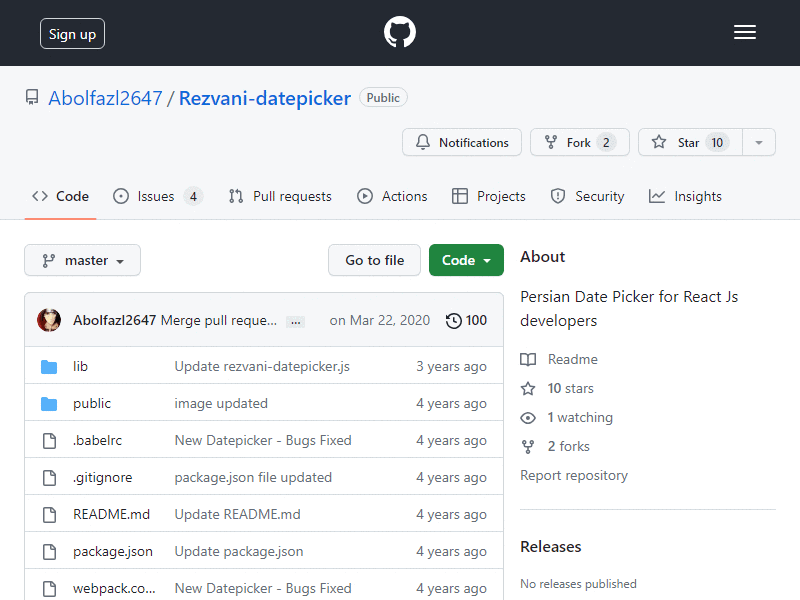 Sign up
Abolfazl2647 / Rezvani-datepicker Public
Notifications Fork 2 Star 10
Code Issues 4 Pull requests Actions Projects Security Insights
master Go to file Code
Abolfazl2647 Merge pull reque... ... on Mar 22, 2020 100
lib Update rezvani-datepicker.js 3 years ago
public image updated 4 years ago
.babelrc New Datepicker - Bugs Fixed 4 years ago
.gitignore package.json file updated 4 years ago
README.md Update README.md 4 years ago
package.json Update package.json 4 years ago
webpack.co... New Datepicker - Bugs Fixed 4 years ago
About
Persian Date Picker for React Js
developers
Readme
10 stars
1 watching
2 forks
Report repository
Releases
No releases published